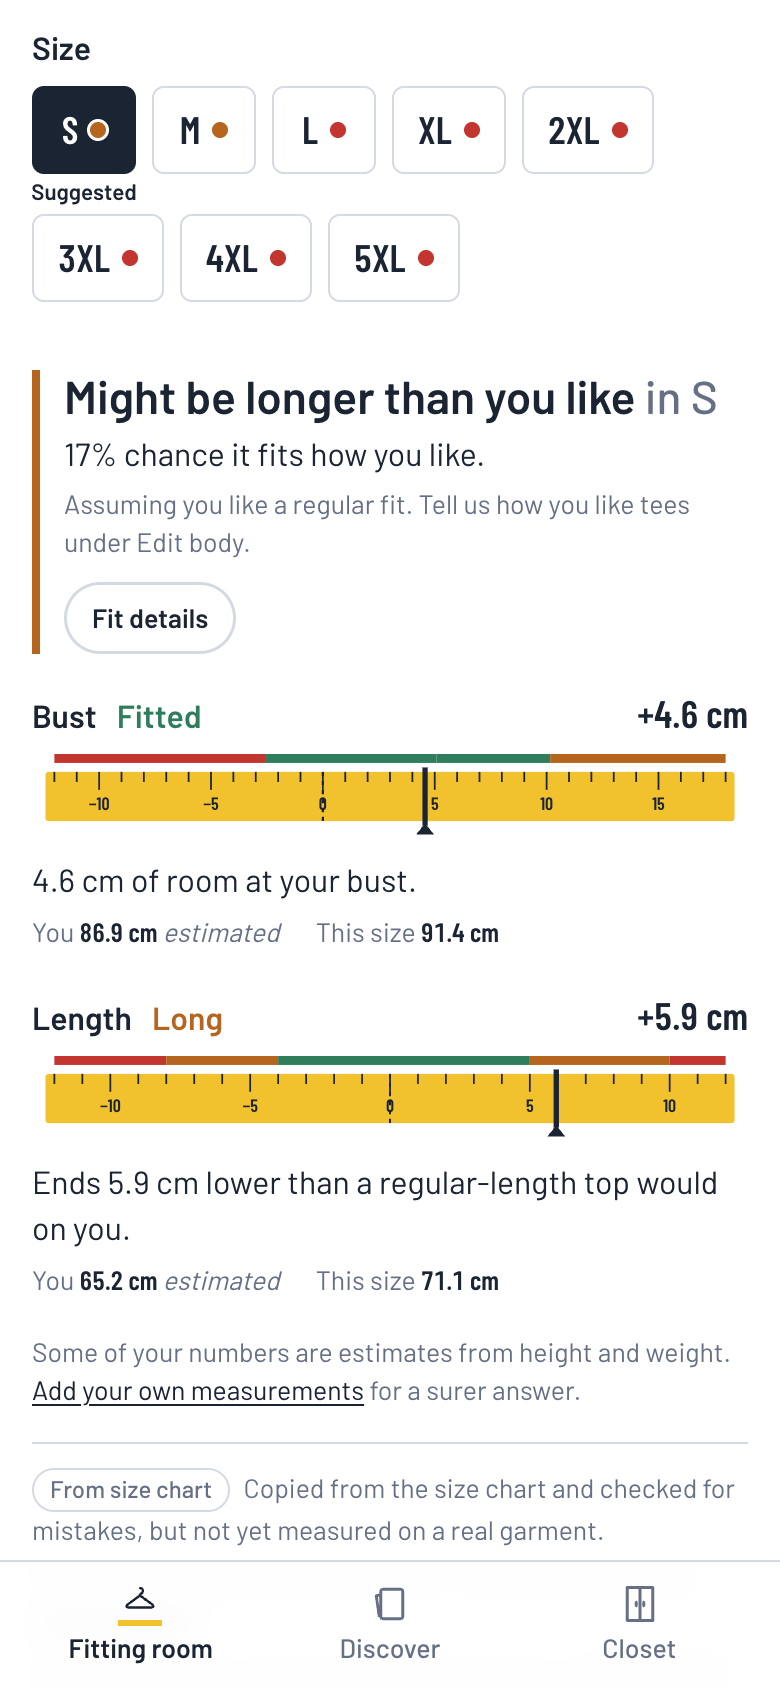 Size
S M L XL 2XL
Suggested
3XL 4XL 5XL
Might be longer than you like in S
17% chance it fits how you like.
Assuming you like a regular fit. Tell us how you like tees
under Edit body.
Fit details
Bust Fitted +4.6 cm
−10 −5 0 5 10 15
4.6 cm of room at your bust.
You 86.9 cm estimated This size 91.4 cm
Length Long +5.9 cm
−10 −5 0 5 10
Ends 5.9 cm lower than a regular-length top would
on you.
You 65.2 cm estimated This size 71.1 cm
Some of your numbers are estimates from height and weight.
Add your own measurements for a surer answer.
From size chart Copied from the size chart and checked for
mistakes, but not yet measured on a real garment.
Fitting room Discover Closet